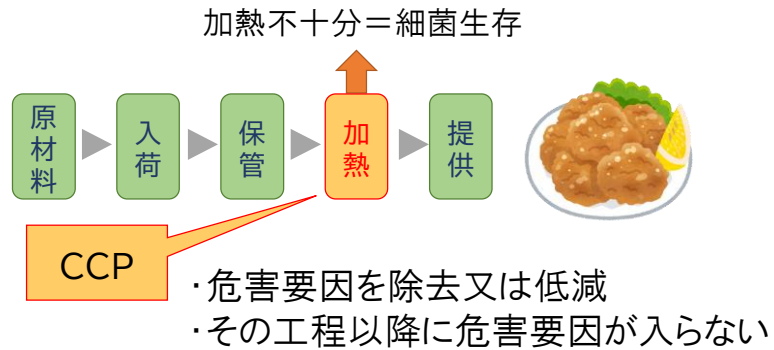 加熱不十分＝細菌生存
原材料
入荷
保管
加熱
提供
CCP
・危害要因を除去又は低減
・その工程以降に危害要因が入らない